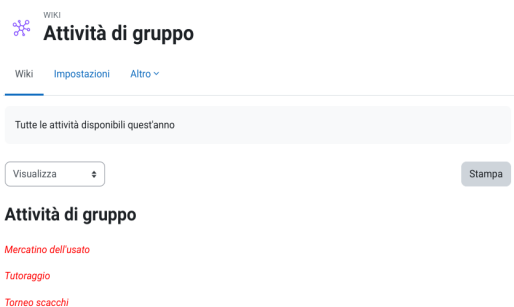 WIKI
Attività di gruppo
Wiki Impostazioni Altro
Tutte le attività disponibili quest'anno
Visualizza Stampa
Attività di gruppo
Mercatino dell'usato
Tutoraggio
Torneo scacchi